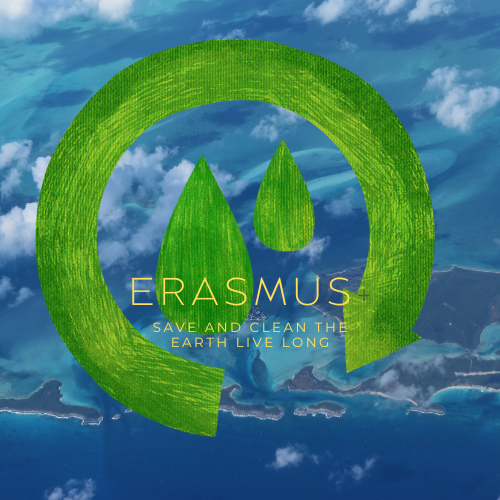 ERASMUS+
SAVE AND CLEAN THE
EARTH LIVE LONG